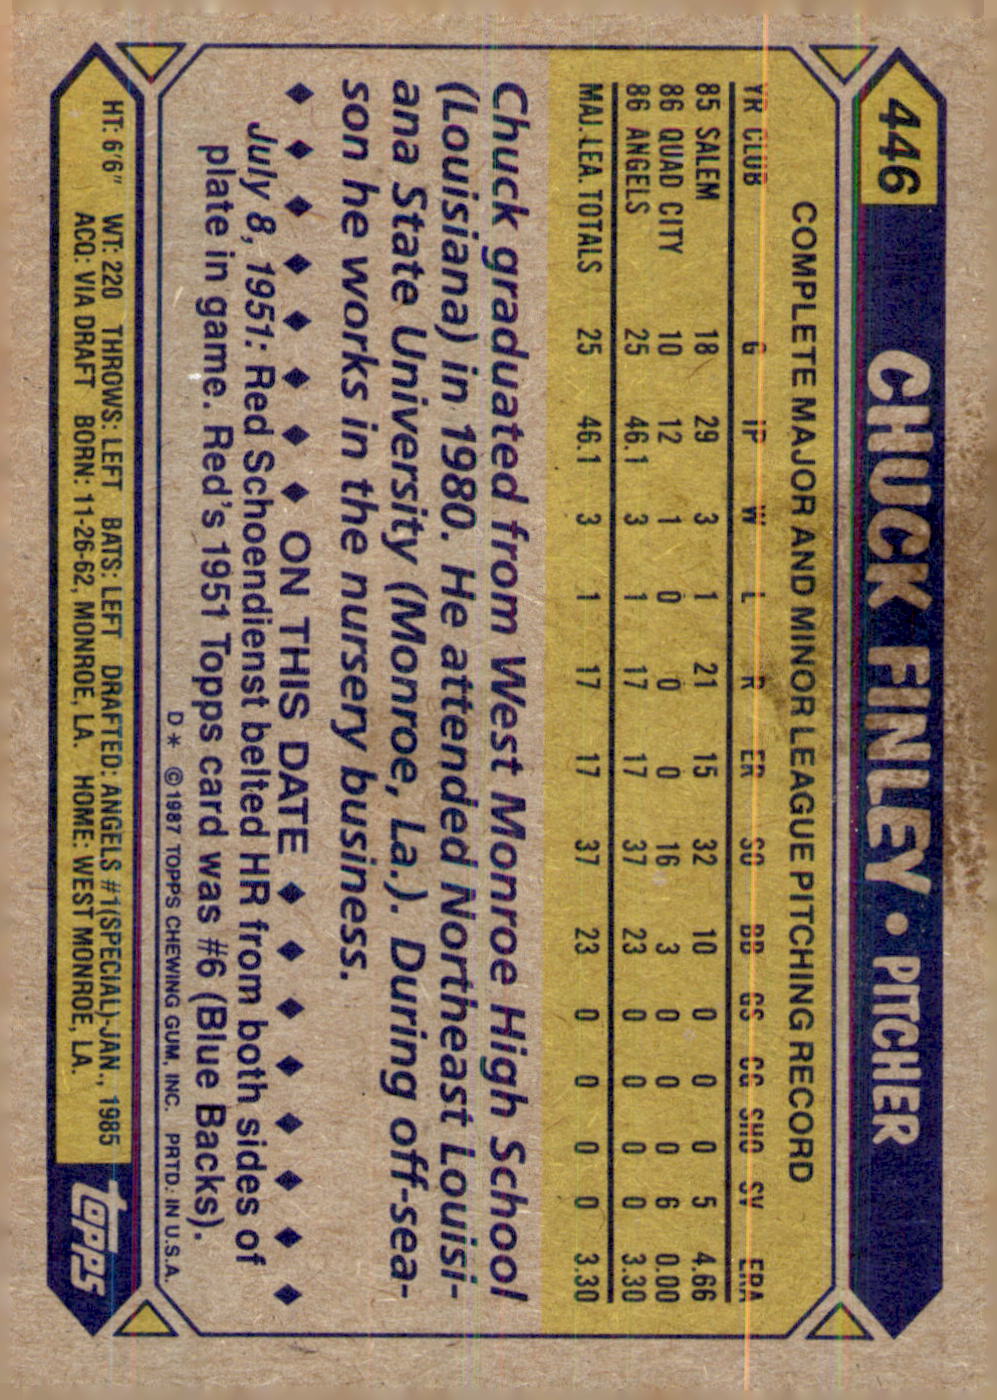 446 CHUCK FINLEY • PITCHER
COMPLETE MAJOR AND MINOR LEAGUE PITCHING RECORD
YR CLUB G IP W L R ER SO BB GS CG SHO SV ERA
85 SALEM 18 29 3 1 21 15 32 10 0 0 0 5 4.66
86 QUAD CITY 10 12 1 0 0 0 16 3 0 0 0 6 0.00
86 ANGELS 25 46.1 3 1 17 17 37 23 0 0 0 0 3.30
MAJ. LEA. TOTALS 25 46.1 3 1 17 17 37 23 0 0 0 0 3.30
Chuck graduated from West Monroe High School
(Louisiana) in 1980. He attended Northeast Louisi-
ana State University (Monroe, La.). During off-sea-
son he works in the nursery business.
ON THIS DATE
July 8, 1951: Red Schoendienst belted HR from both sides of
plate in game. Red's 1951 Topps card was #6 (Blue Backs).
D* © 1987 TOPPS CHEWING GUM, INC. PRTD. IN U.S.A.
HT: 6'6" WT: 220 THROWS: LEFT BATS: LEFT DRAFTED: ANGELS #1(SPECIAL)-JAN., 1985
ACQ: VIA DRAFT BORN: 11-26-62, MONROE, LA. HOME: WEST MONROE, LA.
topps